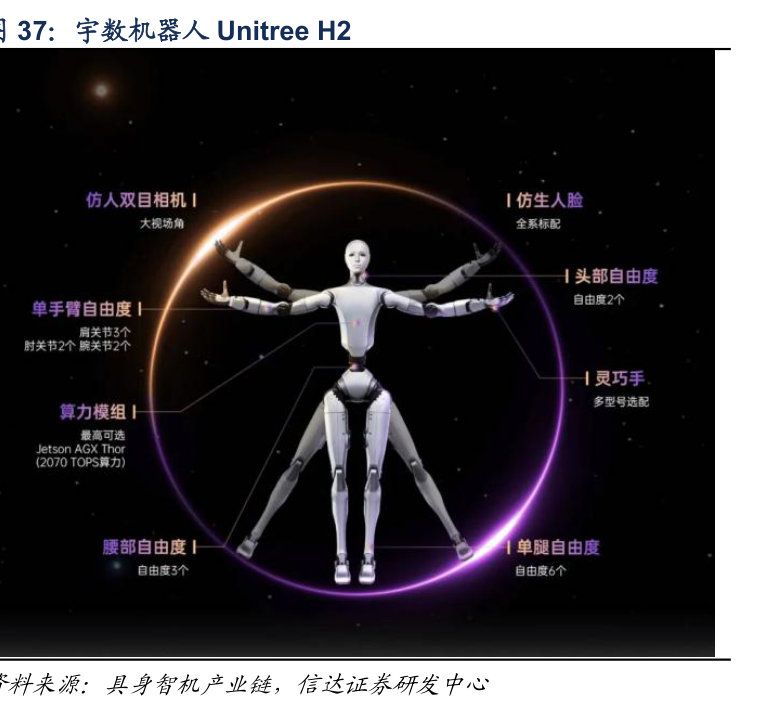 图 37：宇数机器人 Unitree H2
仿人双目相机
大视场角
仿生人脸
全系标配
头部自由度
自由度2个
单手臂自由度
肩关节3个
肘关节2个 腕关节2个
灵巧手
多型号选配
算力模组
最高可选
Jetson AGX Thor
(2070 TOPS算力)
腰部自由度
自由度3个
单腿自由度
自由度6个
资料来源：具身智机产业链，信达证券研发中心